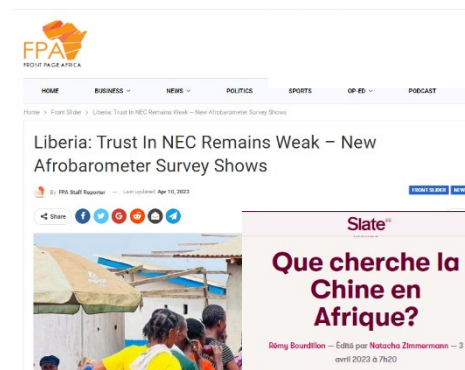 FPA
FRONT PAGE AFRICA
HOME BUSINESS NEWS POLITICS SPORTS OP-ED PODCAST
Home > Front Slider > Liberia: Trust In NEC Remains Weak – New Afrobarometer Survey Shows
Liberia: Trust In NEC Remains Weak – New
Afrobarometer Survey Shows
By FPA Staff Reporter — Last updated Apr 10, 2023
FRONT SLIDER NEW
Share
Slate
Que cherche la
Chine en
Afrique?
Rémy Bourdillon — Édité par Natacha Zimmermann — 3
avril 2023 à 7h20